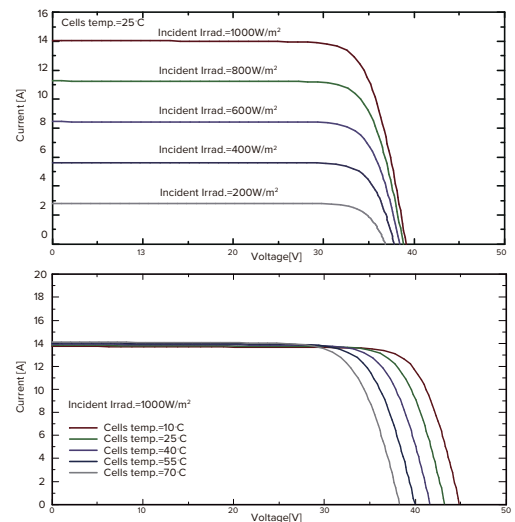 16
Cells temp.=25°C
Incident Irrad.=1000W/m²
14
12
Incident Irrad.=800W/m²
10
Incident Irrad.=600W/m²
8
Incident Irrad.=400W/m²
6
4
Incident Irrad.=200W/m²
2
0
Current [A]
0 13 20 30 40 50
Voltage[V]
20
18
16
14
14
10
8
6
4
2
0
Current [A]
Incident Irrad.=1000W/m²
Cells temp.=10°C
Cells temp.=25°C
Cells temp.=40°C
Cells temp.=55°C
Cells temp.=70°C
0 10 20 30 40 50
Voltage[V]